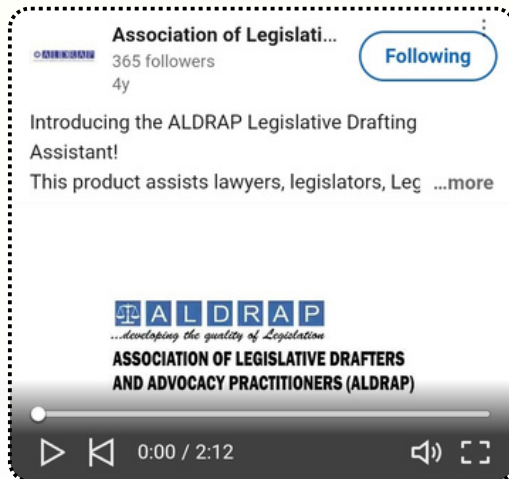 Association of Legislati...
365 followers
4y
Following
Introducing the ALDRAP Legislative Drafting
Assistant!
This product assists lawyers, legislators, Leg ...more
ALDRAP
...developing the quality of Legislation
ASSOCIATION OF LEGISLATIVE DRAFTERS
AND ADVOCACY PRACTITIONERS (ALDRAP)
0:00 / 2:12